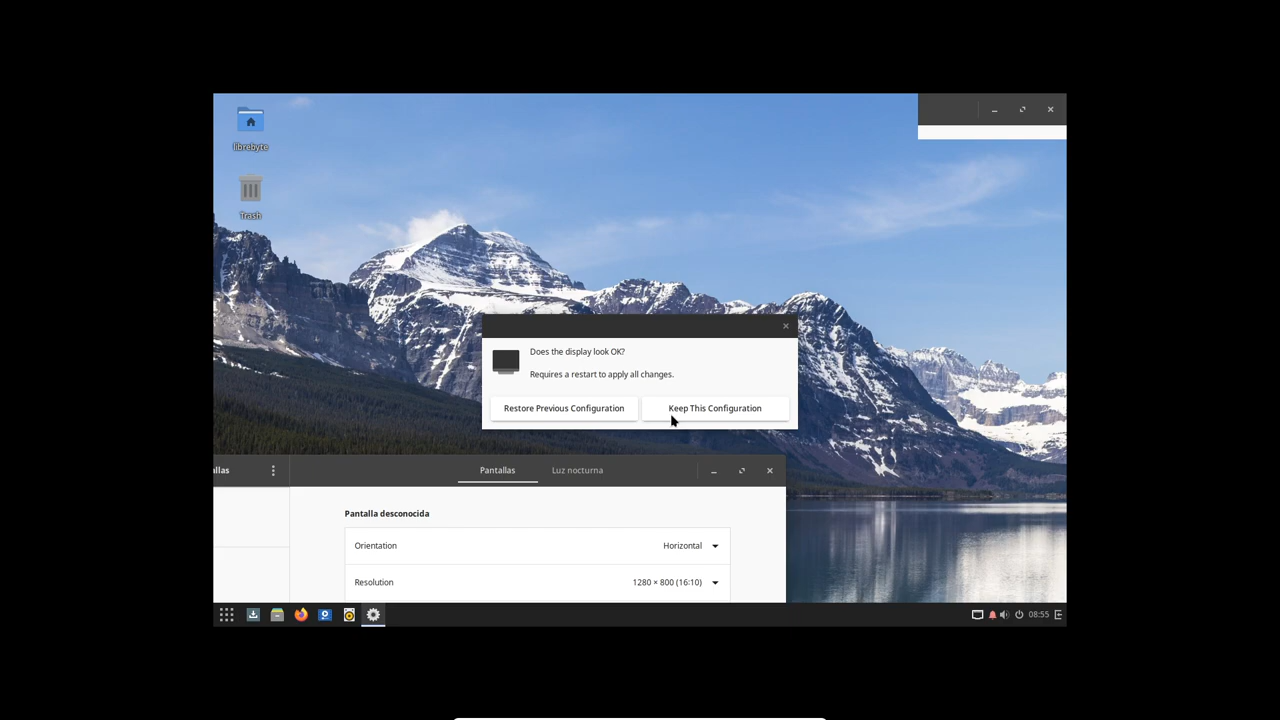 librebyte
Trash
Does the display look OK?
Requires a restart to apply all changes.
Restore Previous Configuration
Keep This Configuration
allas
Pantallas
Luz nocturna
Pantalla desconocida
Orientation
Horizontal
Resolution
1280 × 800 (16:10)
08:55